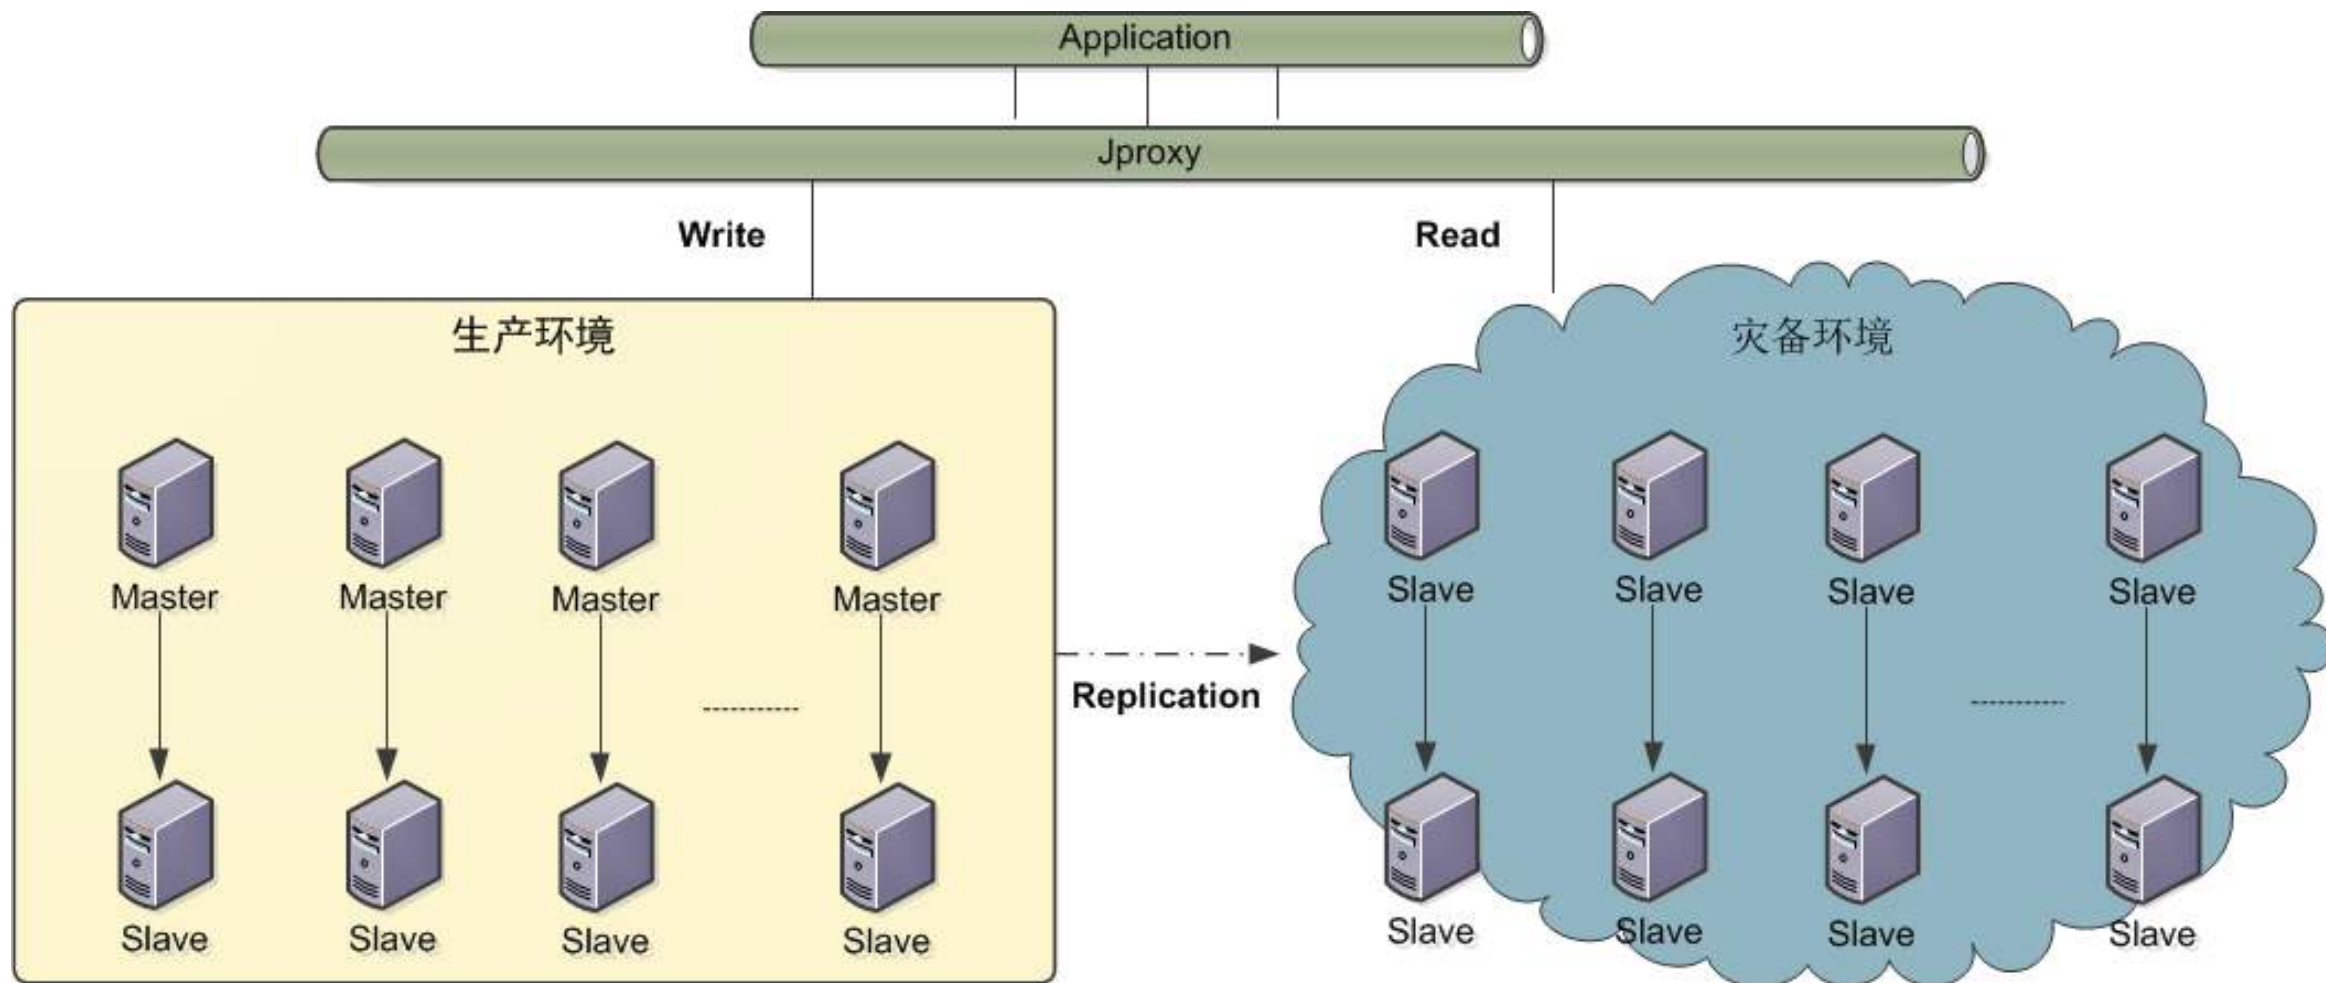 Application
Jproxy
Write
Read
生产环境
灾备环境
Master
Master
Master
Master
Slave
Slave
Slave
Slave
Replication
Slave
Slave
Slave
Slave
Slave
Slave
Slave
Slave